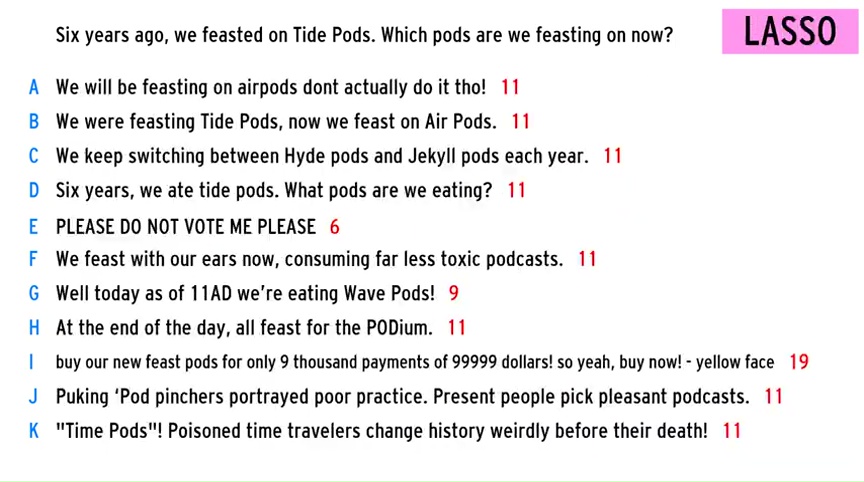 Six years ago, we feasted on Tide Pods. Which pods are we feasting on now?
LASSO
A We will be feasting on airpods dont actually do it tho! 11
B We were feasting Tide Pods, now we feast on Air Pods. 11
C We keep switching between Hyde pods and Jekyll pods each year. 11
D Six years, we ate tide pods. What pods are we eating? 11
E PLEASE DO NOT VOTE ME PLEASE 6
F We feast with our ears now, consuming far less toxic podcasts. 11
G Well today as of 11AD we're eating Wave Pods! 9
H At the end of the day, all feast for the PODium. 11
I buy our new feast pods for only 9 thousand payments of 99999 dollars! so yeah, buy now! - yellow face 19
J Puking ‘Pod pinchers portrayed poor practice. Present people pick pleasant podcasts. 11
K "Time Pods"! Poisoned time travelers change history weirdly before their death! 11